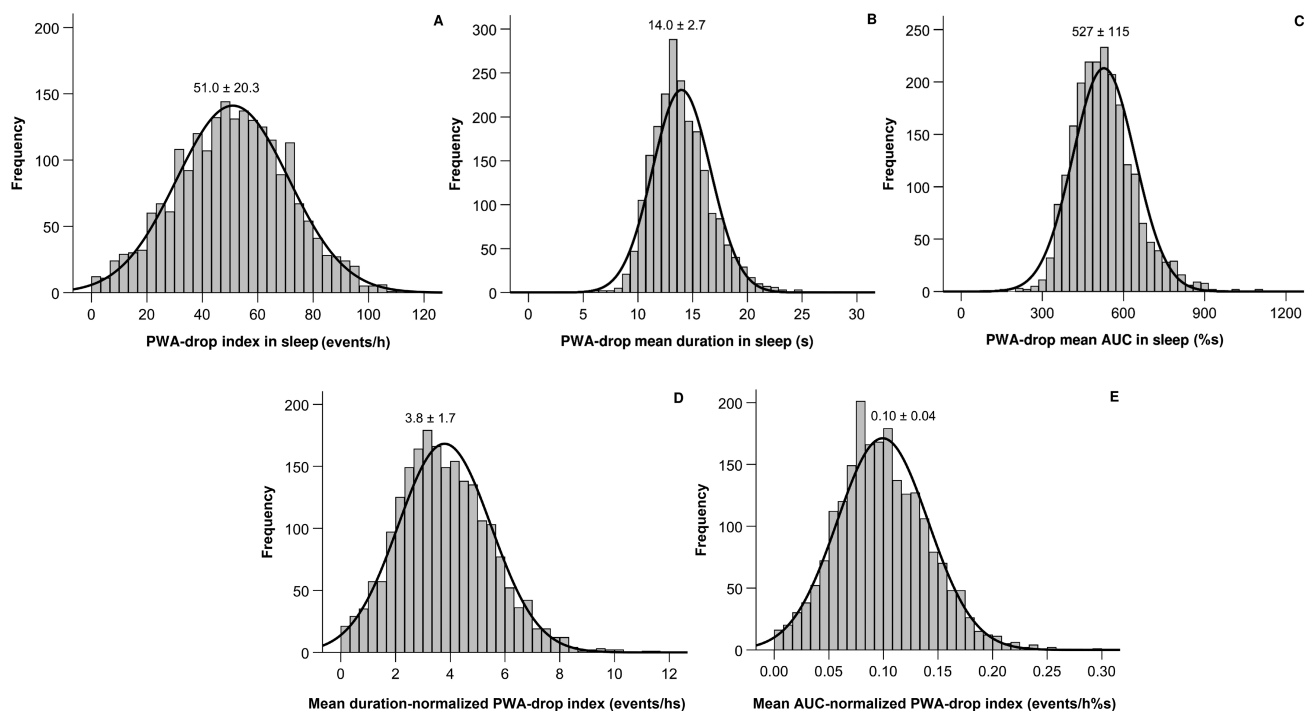 A
200
150
100
50
0
51.0 ± 20.3
Frequency
0 20 40 60 80 100 120
PWA-drop index in sleep (events/h)
B
300
250
200
150
100
50
0
14.0 ± 2.7
Frequency
0 5 10 15 20 25 30
PWA-drop mean duration in sleep (s)
C
250
200
150
100
50
0
527 ± 115
Frequency
0 300 600 900 1200
PWA-drop mean AUC in sleep (%s)
D
200
150
100
50
0
3.8 ± 1.7
Frequency
0 2 4 6 8 10 12
Mean duration-normalized PWA-drop index (events/hs)
E
200
150
100
50
0
0.10 ± 0.04
Frequency
0.00 0.05 0.10 0.15 0.20 0.25 0.30
Mean AUC-normalized PWA-drop index (events/h%s)